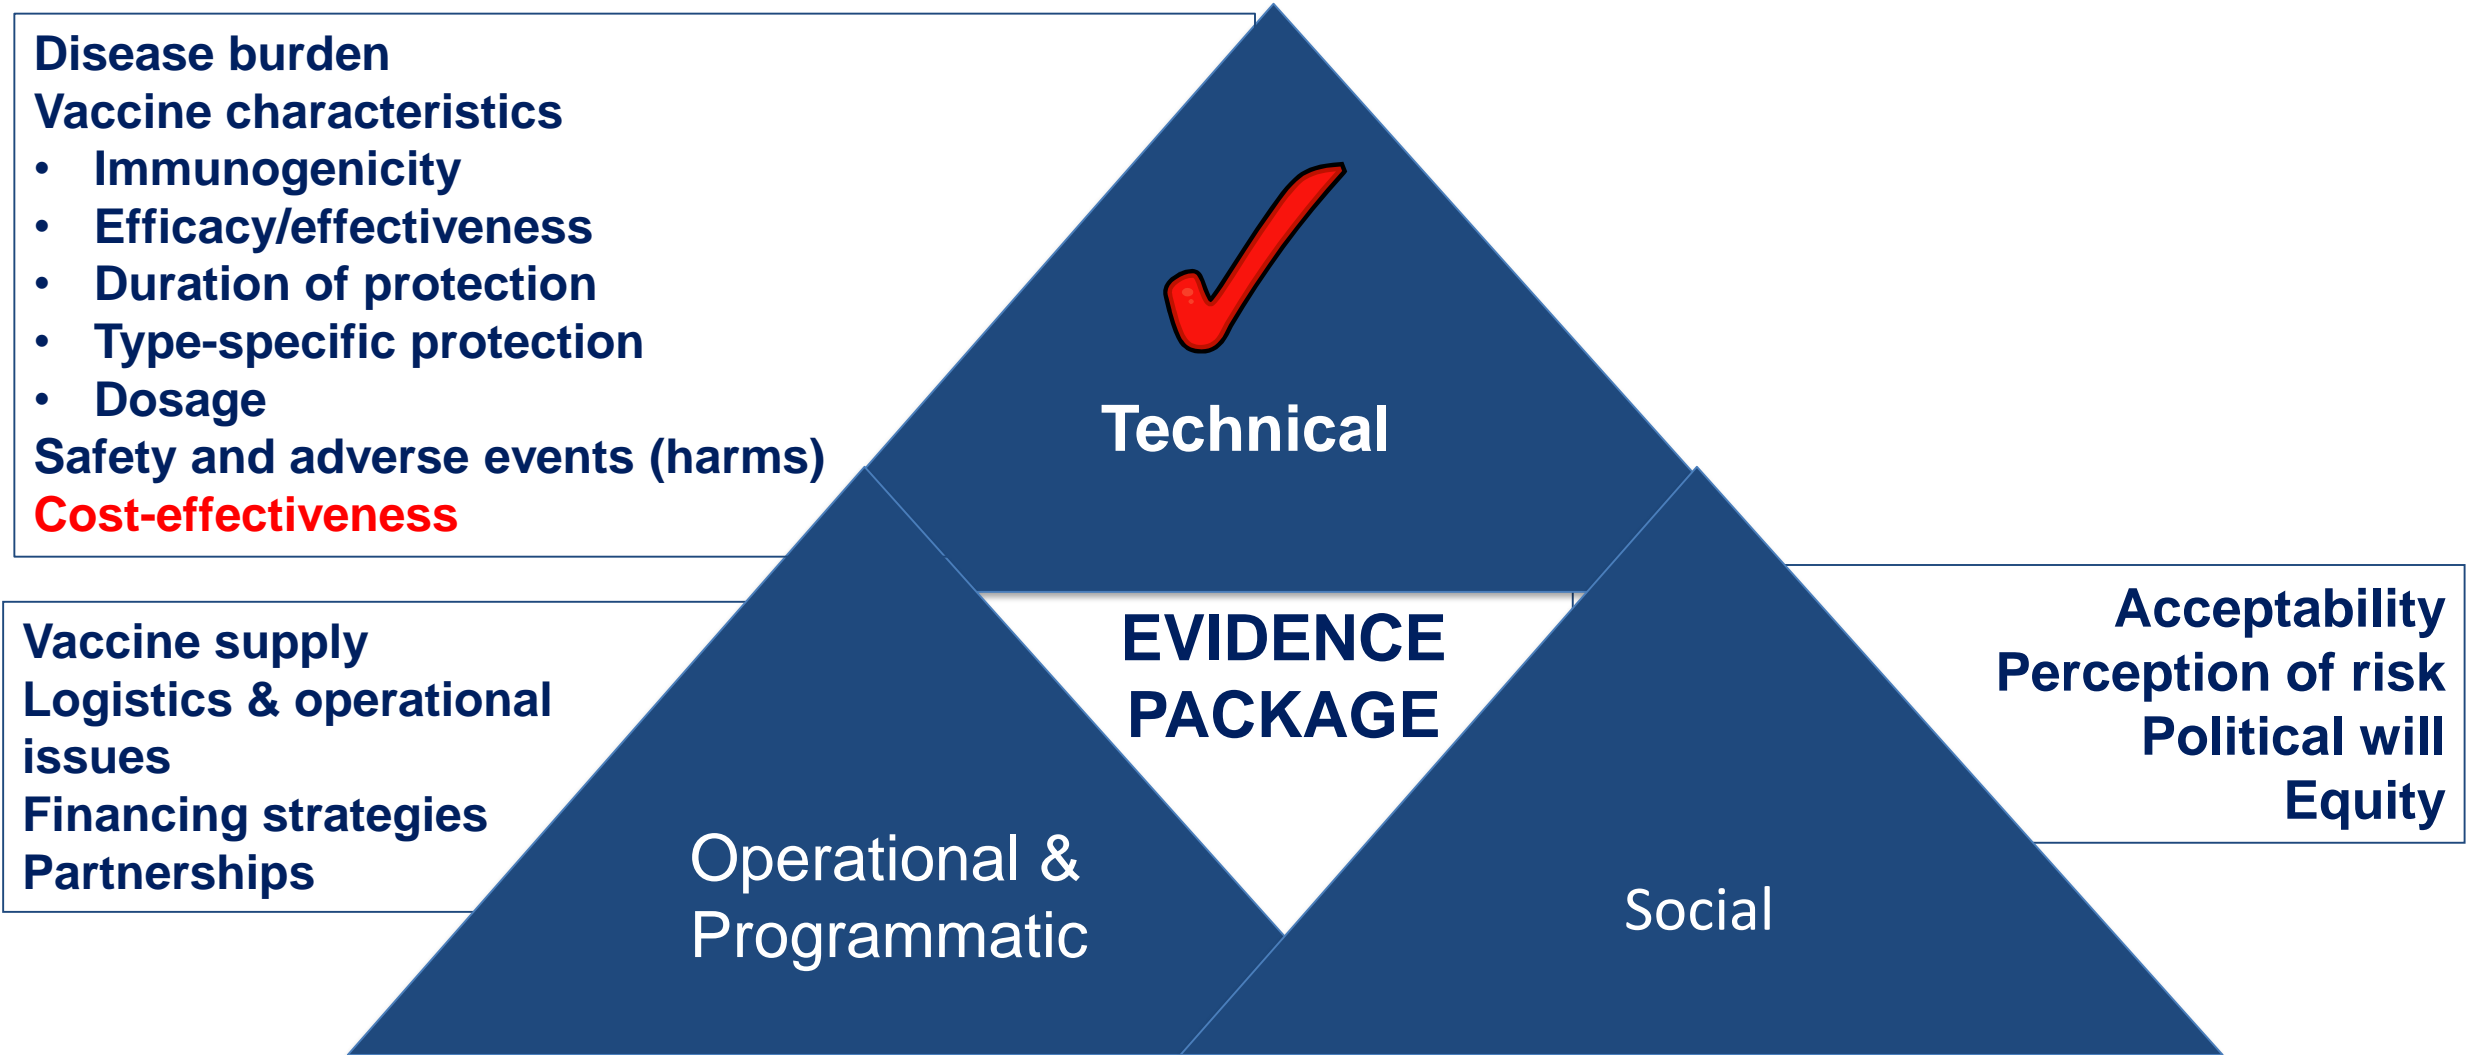 Disease burden
Vaccine characteristics
• Immunogenicity
• Efficacy/effectiveness
• Duration of protection
• Type-specific protection
• Dosage
Safety and adverse events (harms)
Cost-effectiveness
Technical
EVIDENCE
PACKAGE
Vaccine supply
Logistics & operational
issues
Financing strategies
Partnerships
Operational &
Programmatic
Social
Acceptability
Perception of risk
Political will
Equity